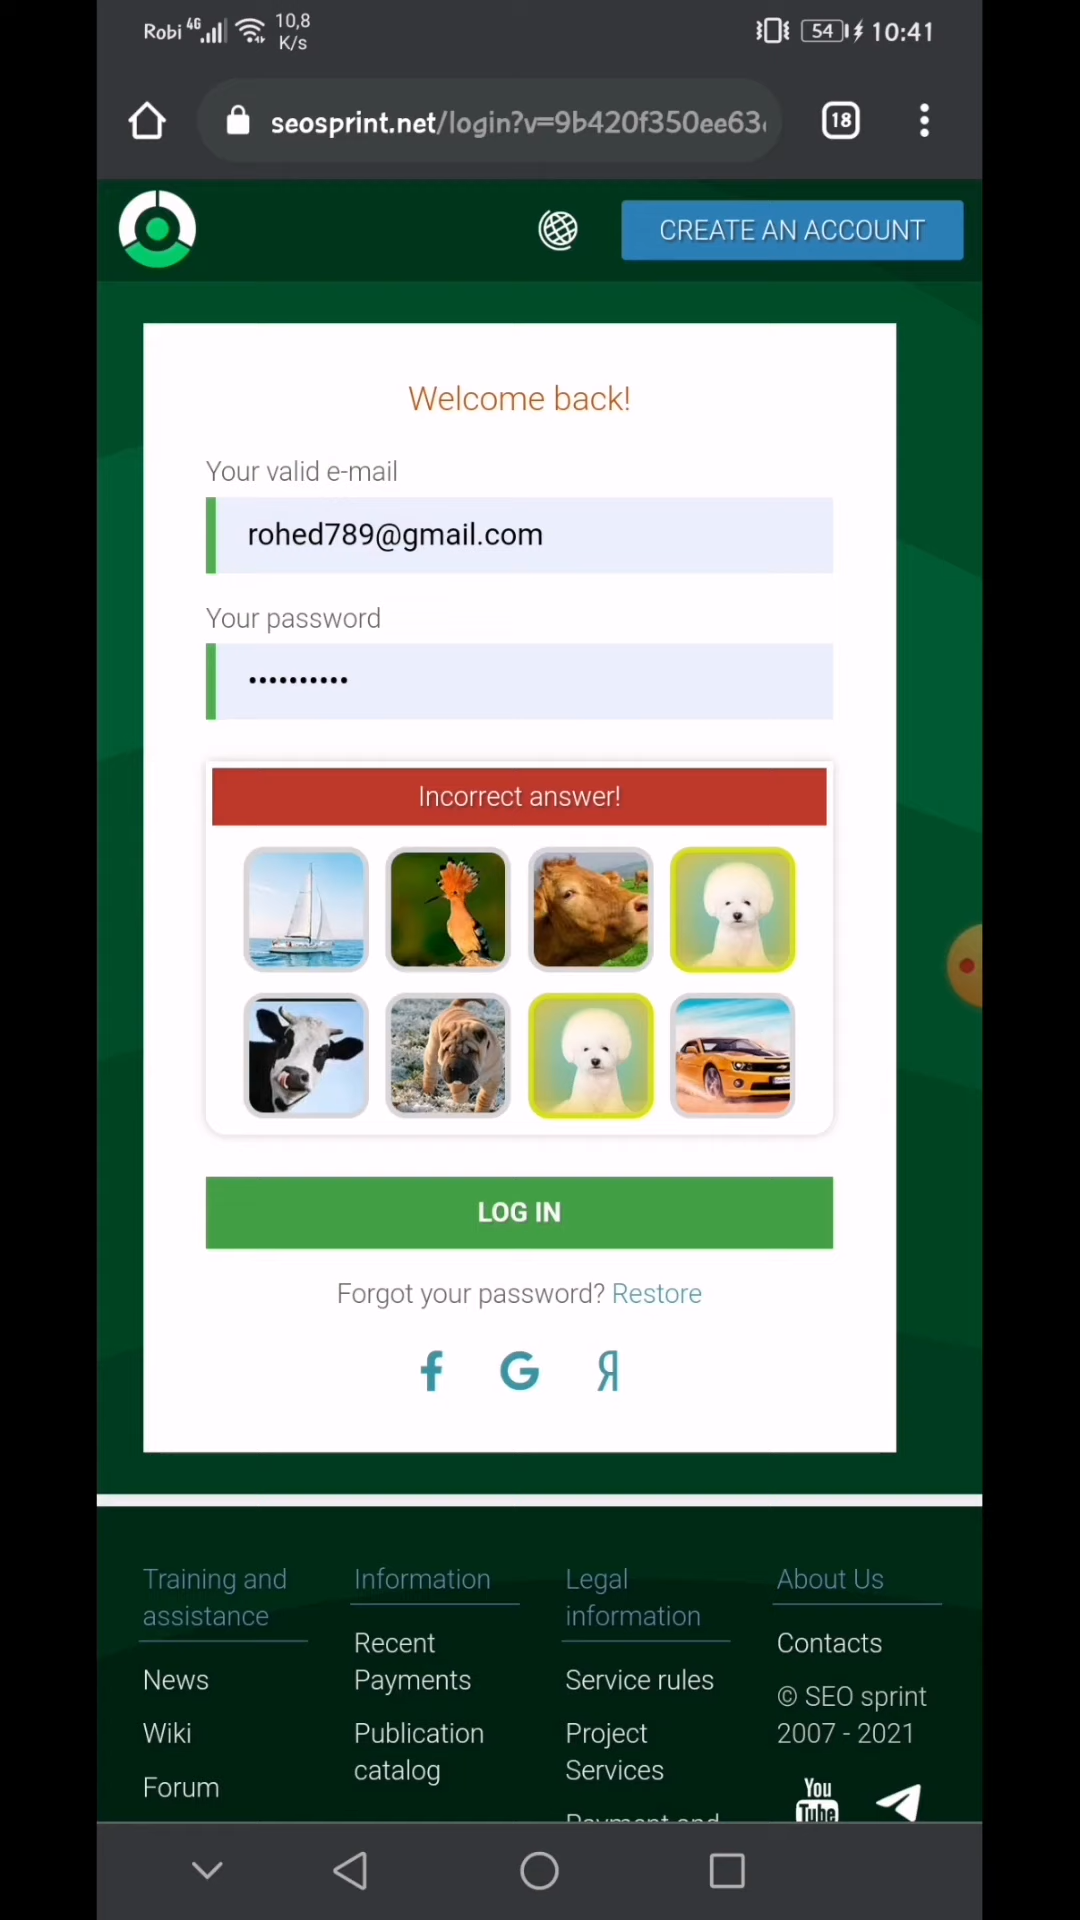 Robi 4G 10,8 K/s 54 10:41
seosprint.net/login?v=9b420f350ee63 18
CREATE AN ACCOUNT
Welcome back!
Your valid e-mail
rohed789@gmail.com
Your password
••••••••••
Incorrect answer!
LOG IN
Forgot your password? Restore
f G Я
Training and
assistance
News
Wiki
Forum
Information
Recent
Payments
Publication
catalog
Legal
information
Service rules
Project
Services
Payment and
About Us
Contacts
© SEO sprint
2007 - 2021
You
Tube